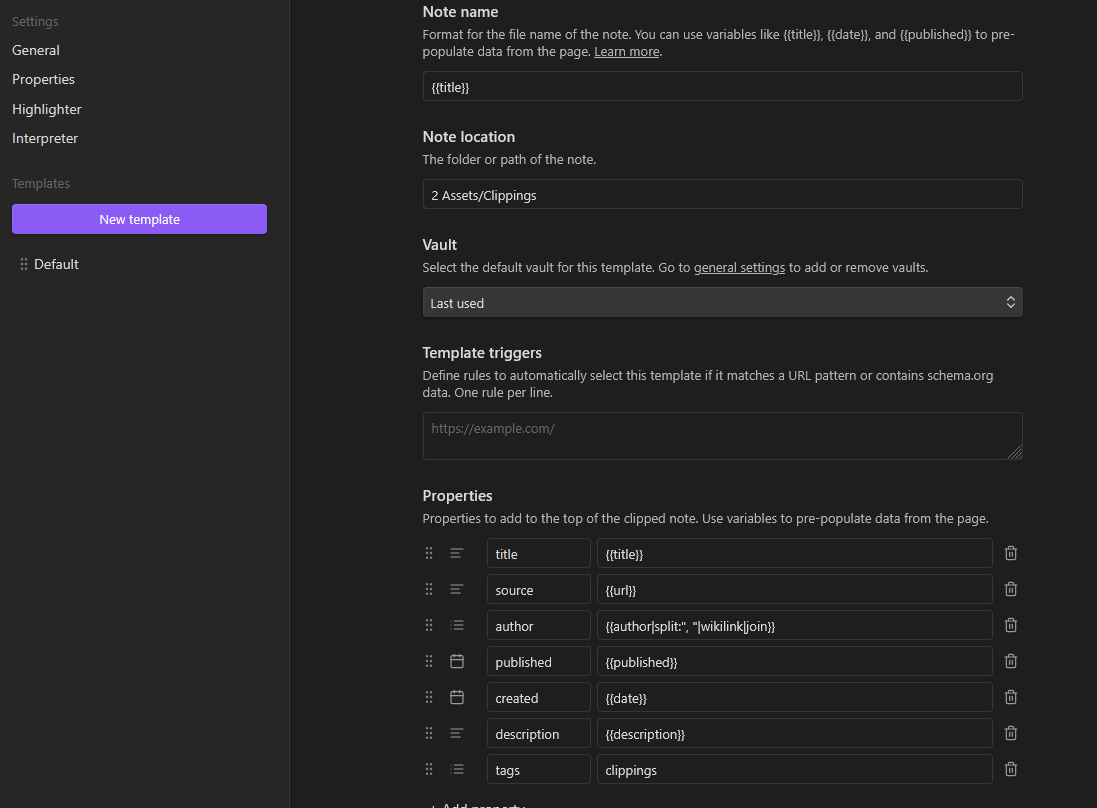 Settings
General
Properties
Highlighter
Interpreter
Templates
New template
Default
Note name
Format for the file name of the note. You can use variables like {{title}}, {{date}}, and {{published}} to pre-
populate data from the page. Learn more.
{{title}}
Note location
The folder or path of the note.
2 Assets/Clippings
Vault
Select the default vault for this template. Go to general settings to add or remove vaults.
Last used
Template triggers
Define rules to automatically select this template if it matches a URL pattern or contains schema.org
data. One rule per line.
https://example.com/
Properties
Properties to add to the top of the clipped note. Use variables to pre-populate data from the page.
title {{title}}
source {{url}}
author {{author|split:", "|wikilink|join}}
published {{published}}
created {{date}}
description {{description}}
tags clippings
+ Add property